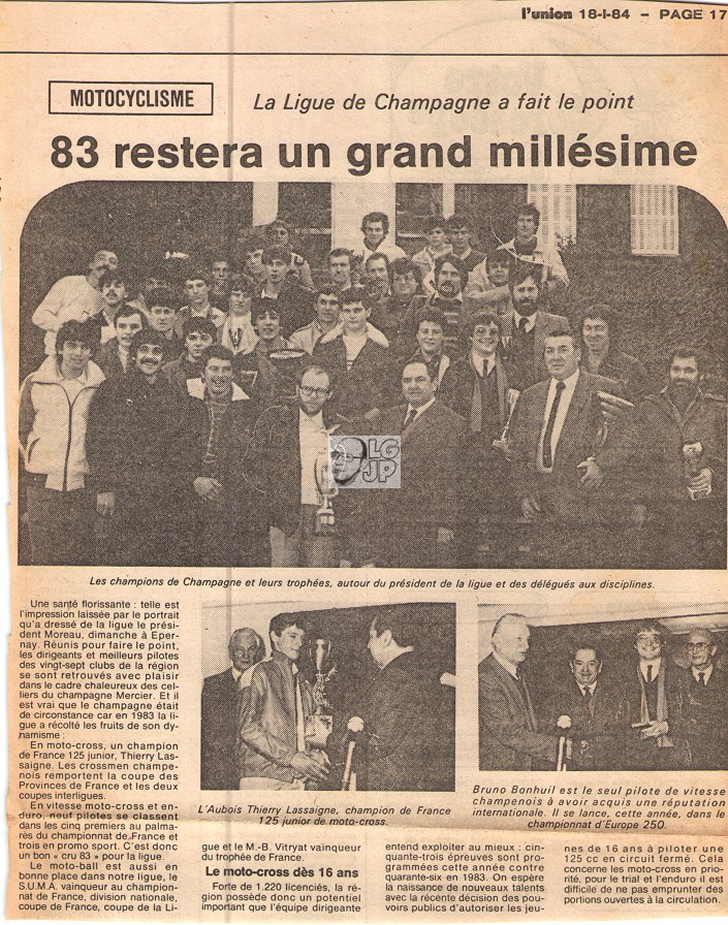 l'union 18-I-84 – PAGE 17
MOTOCYCLISME
La Ligue de Champagne a fait le point
83 restera un grand millésime
LG
JP
Les champions de Champagne et leurs trophées, autour du président de la ligue et des délégués aux disciplines.
Une santé florissante : telle est
l'impression laissée par le portrait
qu'a dressé de la ligue le prési-
dent Moreau, dimanche à Eper-
nay. Réunis pour faire le point,
les dirigeants et meilleurs pilotes
des vingt-sept clubs de la région
se sont retrouvés avec plaisir
dans le cadre chaleureux des cel-
liers du champagne Mercier. Et il
est vrai que le champagne était
de circonstance car en 1983 la li-
gue a récolté les fruits de son dy-
namisme :
En moto-cross, un champion
de France 125 junior, Thierry Las-
saigne. Les crossmen champe-
nois remportent la coupe des
Provinces de France et les deux
coupes interligues.
En vitesse moto-cross et en-
duro, neuf pilotes se classent
dans les cinq premiers au palma-
rès du championnat de France et
trois en promo sport. C'est donc
un bon « cru 83 » pour la ligue.
Le moto-ball est aussi en
bonne place dans notre ligue, le
S.U.M.A. vainqueur au champion-
nat de France, division nationale,
coupe de France, coupe de la Li-
L'Aubois Thierry Lassaigne, champion de France
125 junior de moto-cross.
Bruno Bonhuil est le seul pilote de vitesse
champenois à avoir acquis une réputation
internationale. Il se lance, cette année, dans le
championnat d'Europe 250.
gue et le M.-B. Vitryat vainqueur
du trophée de France.
Le moto-cross dès 16 ans
Forte de 1.220 licenciés, la ré-
gion possède donc un potentiel
important que l'équipe dirigeante
entend exploiter au mieux : cin-
quante-trois épreuves sont pro-
grammées cette année contre
quarante-six en 1983. On espère
la naissance de nouveaux talents
avec la récente décision des pou-
voirs publics d'autoriser les jeu-
nes de 16 ans à piloter une
125 cc en circuit fermé. Cela
concerne les moto-cross en prio-
rité, pour le trial et l'enduro il est
difficile de ne pas emprunter des
portions ouvertes à la circulation.